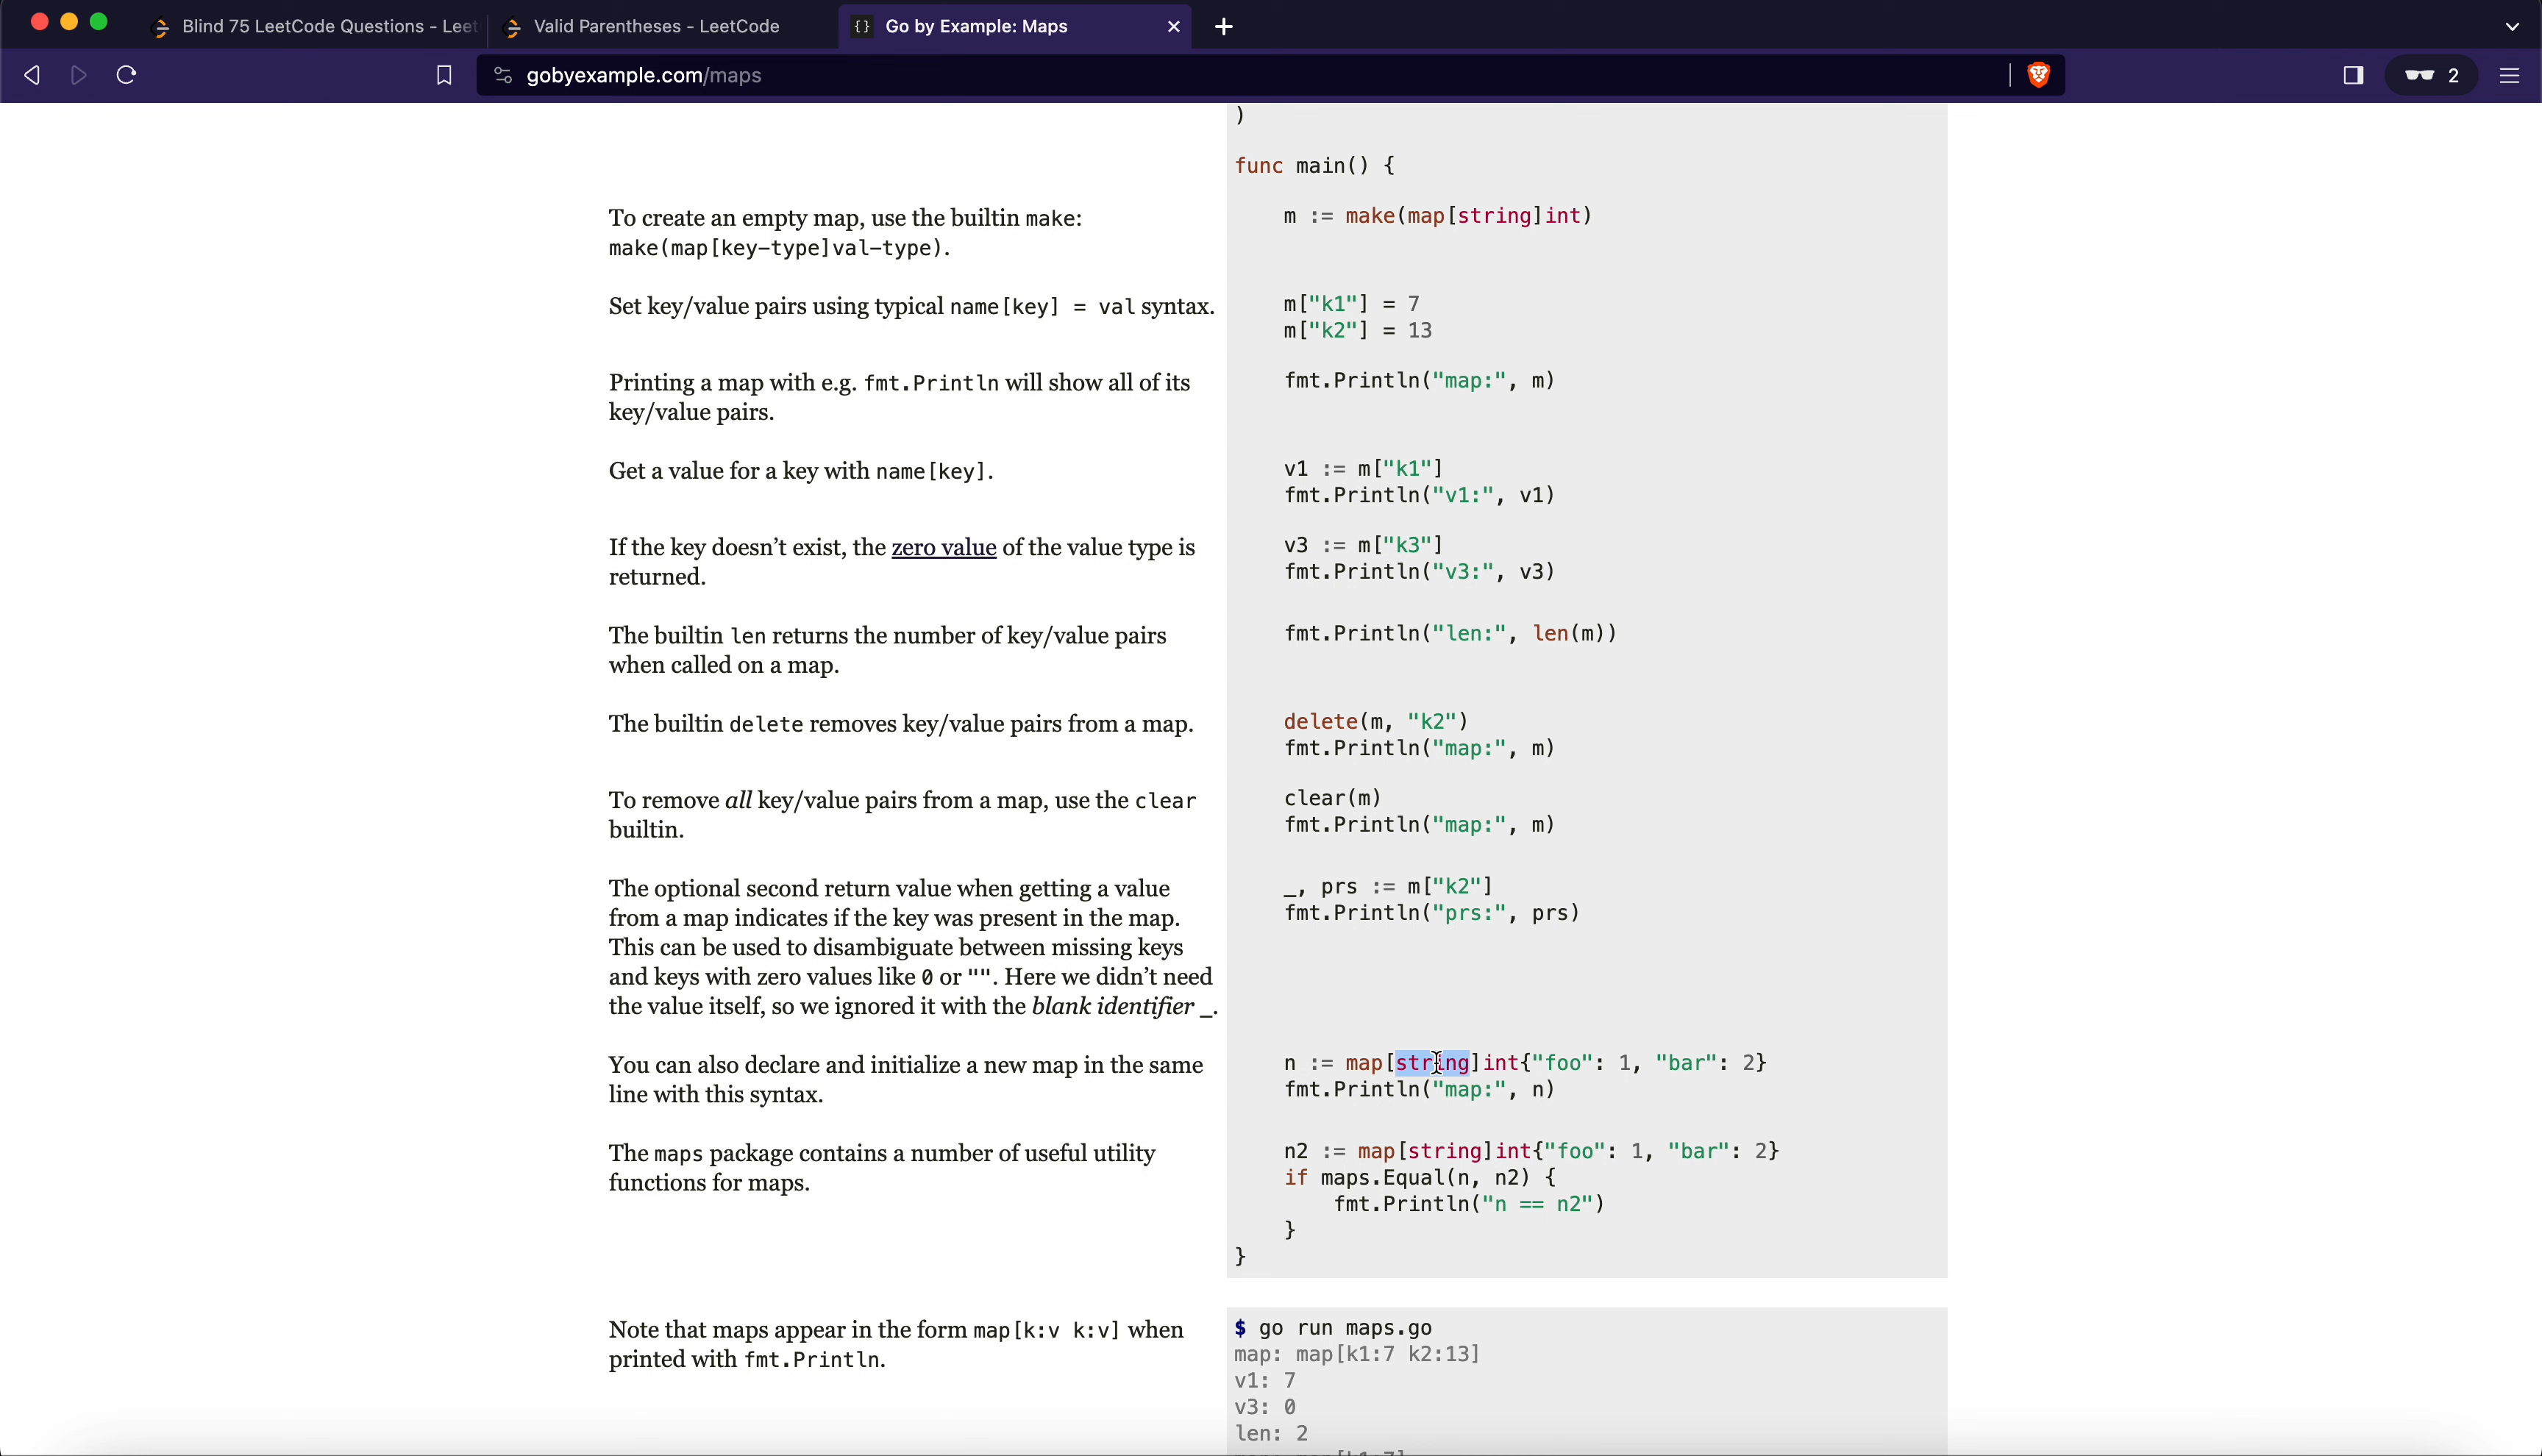 Blind 75 LeetCode Questions - Leet
Valid Parentheses - LeetCode
{} Go by Example: Maps
gobyexample.com/maps
2
)
func main() {
To create an empty map, use the builtin make:
make(map[key-type]val-type).
m := make(map[string]int)
Set key/value pairs using typical name[key] = val syntax.
m["k1"] = 7
m["k2"] = 13
Printing a map with e.g. fmt.Println will show all of its
key/value pairs.
fmt.Println("map:", m)
Get a value for a key with name[key].
v1 := m["k1"]
fmt.Println("v1:", v1)
If the key doesn’t exist, the zero value of the value type is
returned.
v3 := m["k3"]
fmt.Println("v3:", v3)
The builtin len returns the number of key/value pairs
when called on a map.
fmt.Println("len:", len(m))
The builtin delete removes key/value pairs from a map.
delete(m, "k2")
fmt.Println("map:", m)
To remove all key/value pairs from a map, use the clear
builtin.
clear(m)
fmt.Println("map:", m)
The optional second return value when getting a value
from a map indicates if the key was present in the map.
This can be used to disambiguate between missing keys
and keys with zero values like 0 or "". Here we didn’t need
the value itself, so we ignored it with the blank identifier _.
_, prs := m["k2"]
fmt.Println("prs:", prs)
You can also declare and initialize a new map in the same
line with this syntax.
n := map[string]int{"foo": 1, "bar": 2}
fmt.Println("map:", n)
The maps package contains a number of useful utility
functions for maps.
n2 := map[string]int{"foo": 1, "bar": 2}
if maps.Equal(n, n2) {
fmt.Println("n == n2")
}
}
Note that maps appear in the form map[k:v k:v] when
printed with fmt.Println.
$ go run maps.go
map: map[k1:7 k2:13]
v1: 7
v3: 0
len: 2